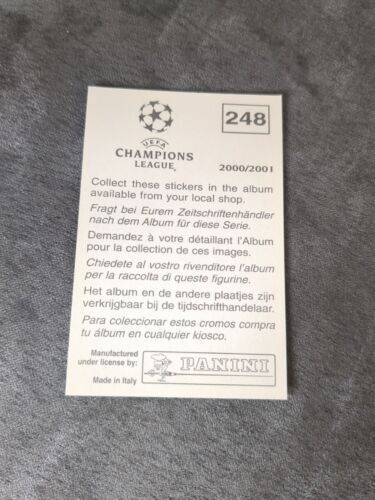 248
UEFA
CHAMPIONS
LEAGUE
2000/2001
Collect these stickers in the album
available from your local shop.
Fragt bei Eurem Zeitschriftenhändler
nach dem Album für diese Serie.
Demandez à votre détaillant l'Album
pour la collection de ces images.
Chiedete al vostro rivenditore l'album
per la raccolta di queste figurine.
Het album en de andere plaatjes zijn
verkrijgbaar bij de tijdschrifthandelaar.
Para coleccionar estos cromos compra
tu álbum en cualquier kiosco.
Manufactured
under license by:
PANINI
Made in Italy